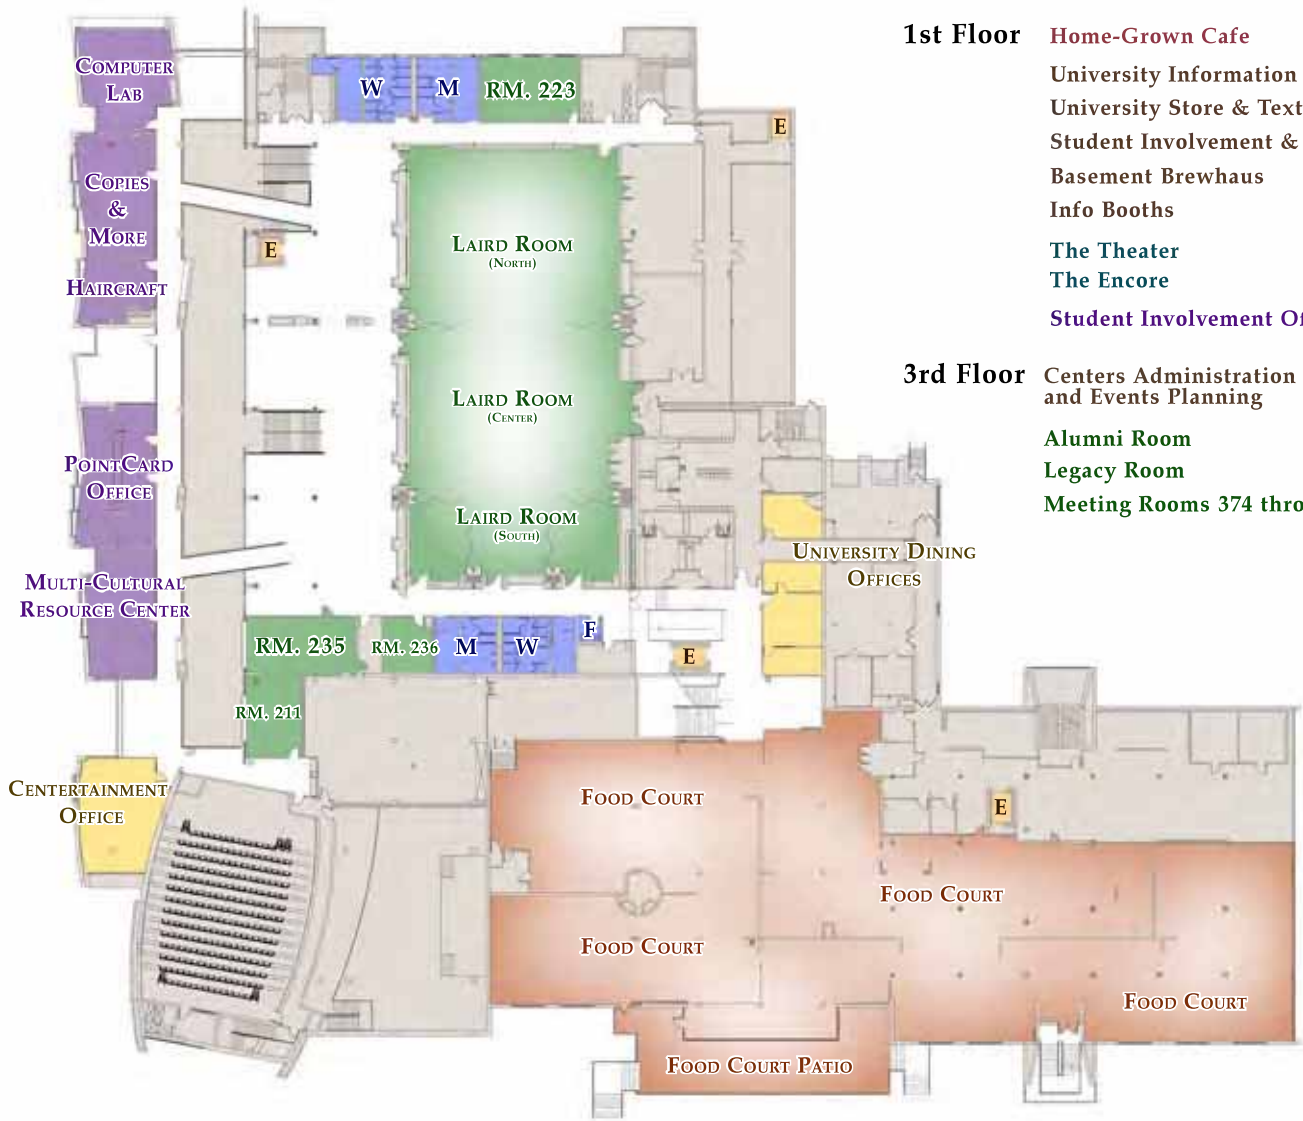 1st Floor
Home-Grown Cafe
University Information
University Store & Text
Student Involvement &
Basement Brewhaus
Info Booths
The Theater
The Encore
Student Involvement Of
3rd Floor
Centers Administration
and Events Planning
Alumni Room
Legacy Room
Meeting Rooms 374 thro
Computer
Lab
W
M
RM. 223
E
Copies
&
More
E
Laird Room
(North)
Haircraft
Laird Room
(Center)
PointCard
Office
Laird Room
(South)
University Dining
Offices
Multi-Cultural
Resource Center
RM. 235
RM. 236
M
W
F
E
RM. 211
Centertainment
Office
Food Court
E
Food Court
Food Court
Food Court
Food Court Patio